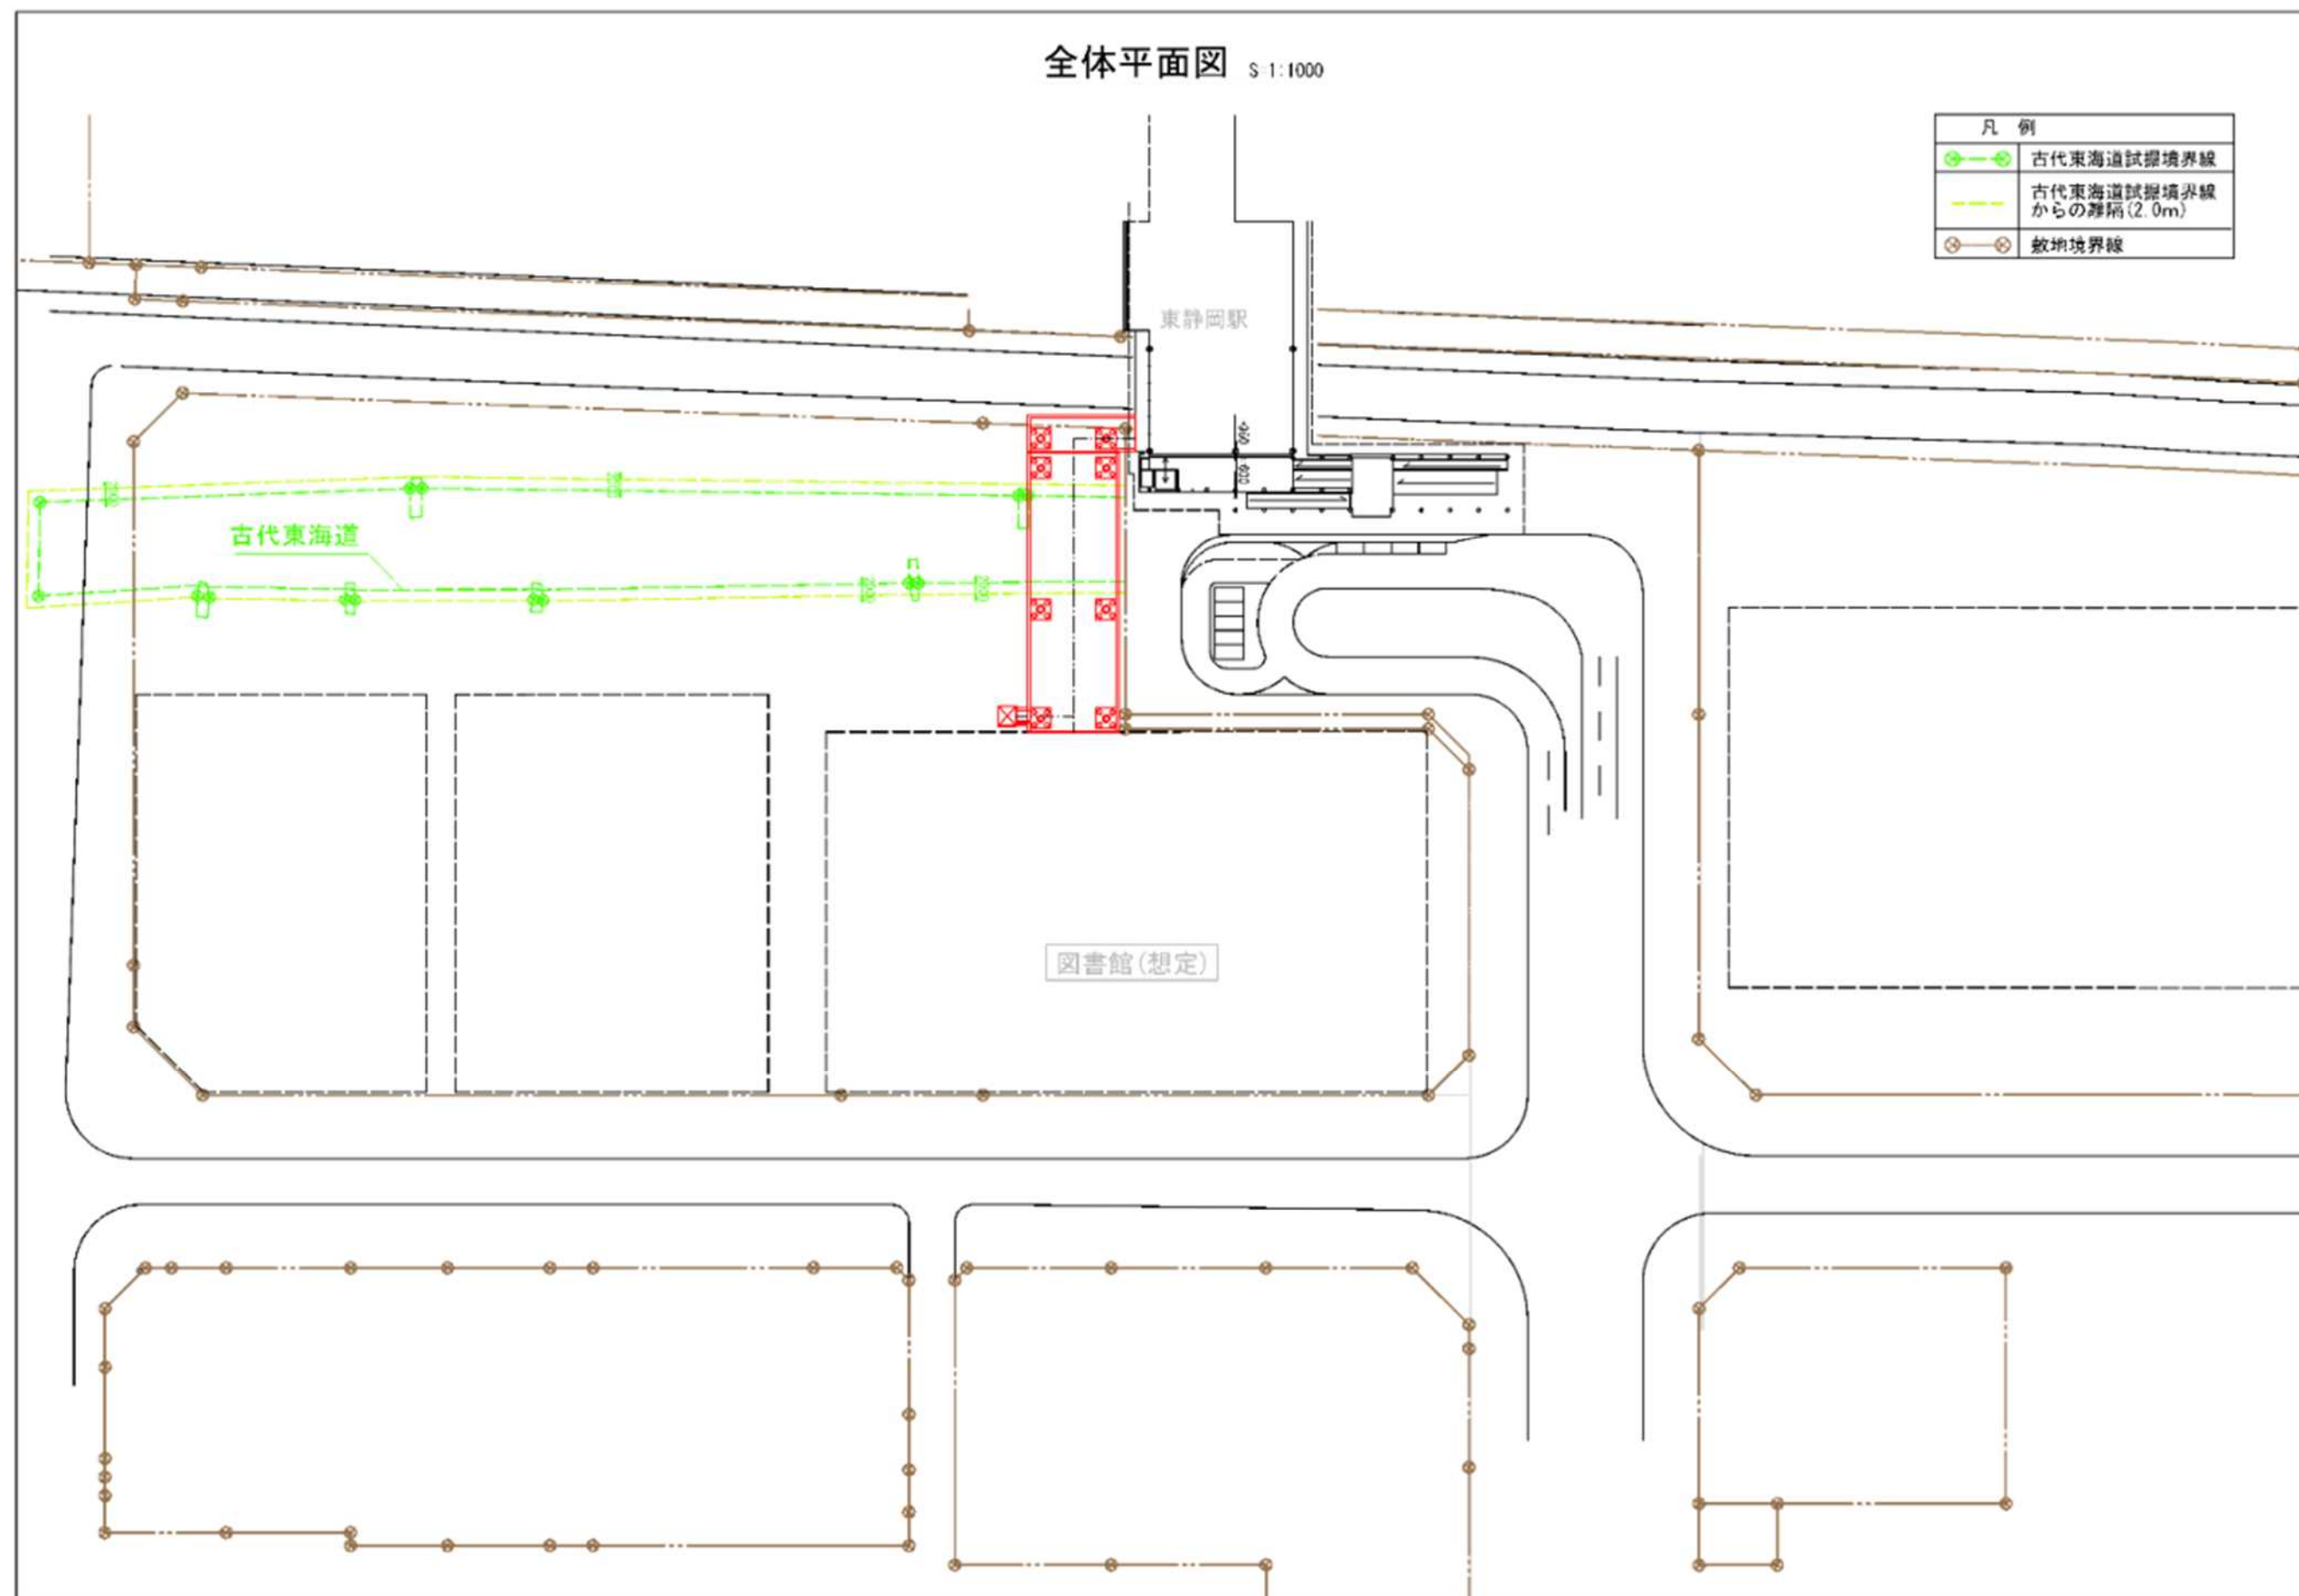 全体平面図 S=1:1000
凡 例
古代東海道試掘境界線
古代東海道試掘境界線
からの離隔(2.0m)
敷地境界線
東静岡駅
古代東海道
図書館(想定)